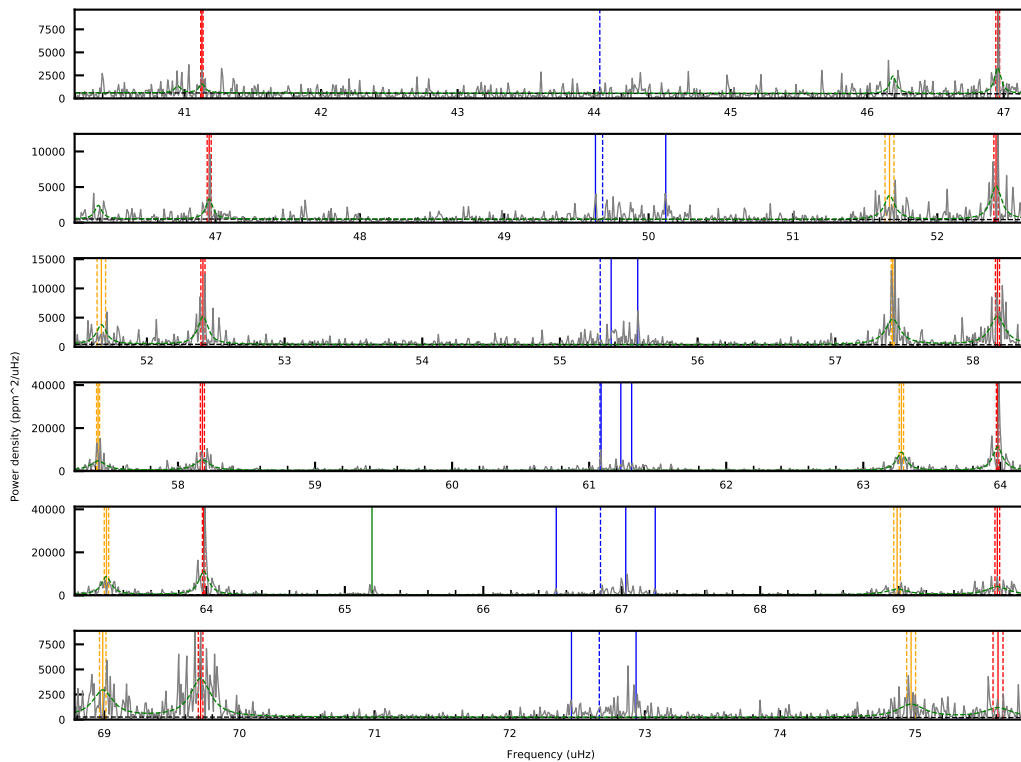 7500
5000
2500
0
41 42 43 44 45 46 47
10000
5000
0
47 48 49 50 51 52
15000
10000
5000
0
52 53 54 55 56 57 58
Power density (ppm^2/uHz)
40000
20000
0
58 59 60 61 62 63 64
40000
20000
0
64 65 66 67 68 69
7500
5000
2500
0
69 70 71 72 73 74 75
Frequency (uHz)